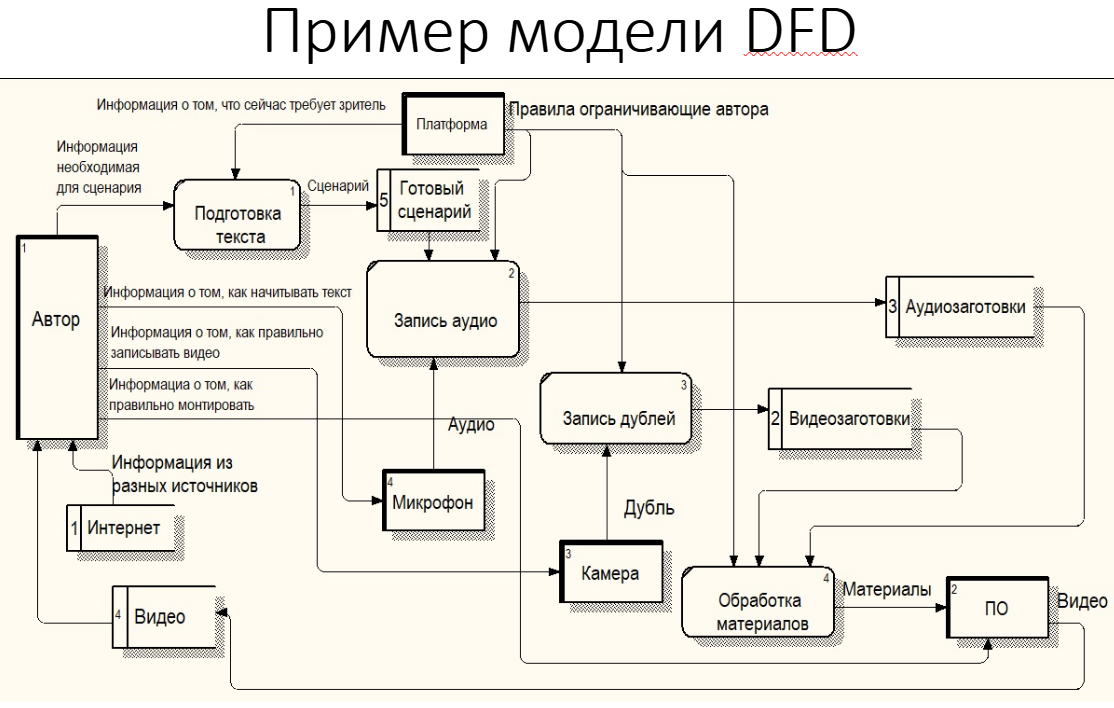 Пример модели DFD
Информация о том, что сейчас требует зритель
Платформа
Правила ограничивающие автора
Информация
необходимая
для сценария
1
Подготовка
текста
Сценарий
5
Готовый
сценарий
1
Автор
Информация о том, как начитывать текст
Информация о том, как правильно
записывать видео
Информациа о том, как
правильно монтировать
2
Запись аудио
3
Аудиозаготовки
3
Запись дублей
2
Видеозаготовки
Аудио
Информация из
разных источников
4
Микрофон
1
Интернет
Дубль
3
Камера
4
Обработка
материалов
Материалы
2
ПО
Видео
4
Видео